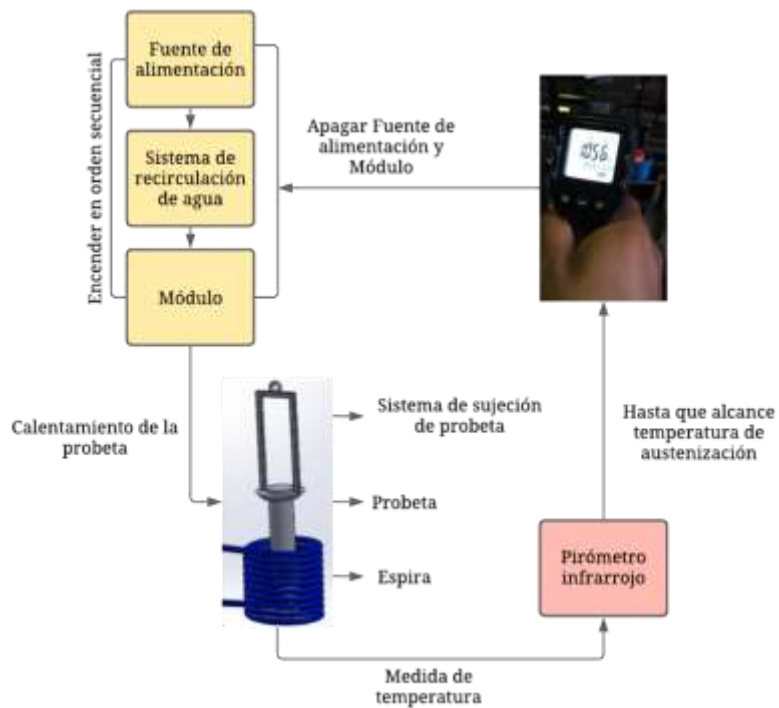 Fuente de
alimentación
Encender en orden secuencial
Sistema de
recirculación
de agua
Módulo
Apagar Fuente de
alimentación y
Módulo
1056
Calentamiento de la
probeta
Sistema de sujeción
de probeta
Probeta
Espira
Hasta que alcance
temperatura de
austenización
Pirómetro
infrarrojo
Medida de
temperatura